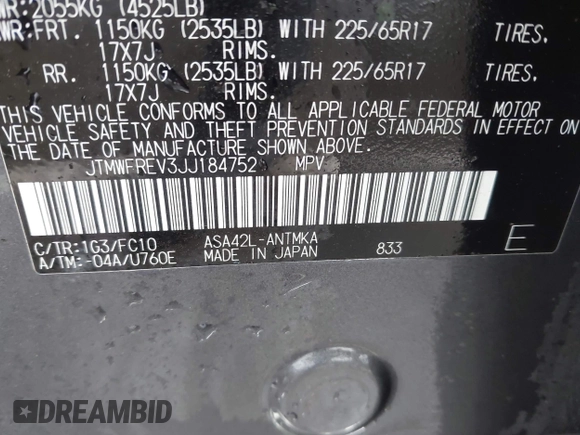 WR: 2055KG (4525LB)
WR: FRT. 1150KG (2535LB) WITH 225/65R17 TIRES,
17X7J RIMS.
RR. 1150KG (2535LB) WITH 225/65R17 TIRES,
17X7J RIMS.
THIS VEHICLE CONFORMS TO ALL APPLICABLE FEDERAL MOTOR
VEHICLE SAFETY AND THEFT PREVENTION STANDARDS IN EFFECT ON
THE DATE OF MANUFACTURE SHOWN ABOVE.
JTMWFREV3JJ184752 MPV
C/TR:1G3/FC10 ASA42L-ANTMKA 833 E
A/TM:-04A/U760E MADE IN JAPAN
DREAMBID